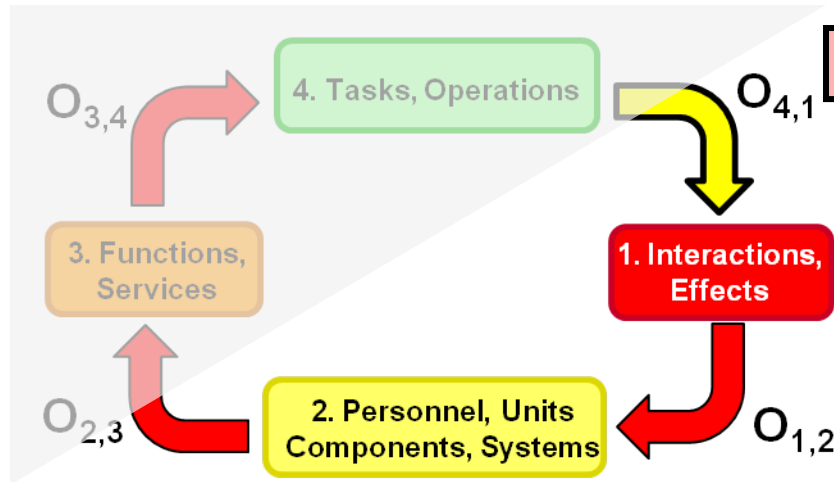 4. Tasks, Operations
O3,4
O4,1
3. Functions,
Services
1. Interactions,
Effects
2. Personnel, Units
Components, Systems
O2,3
O1,2